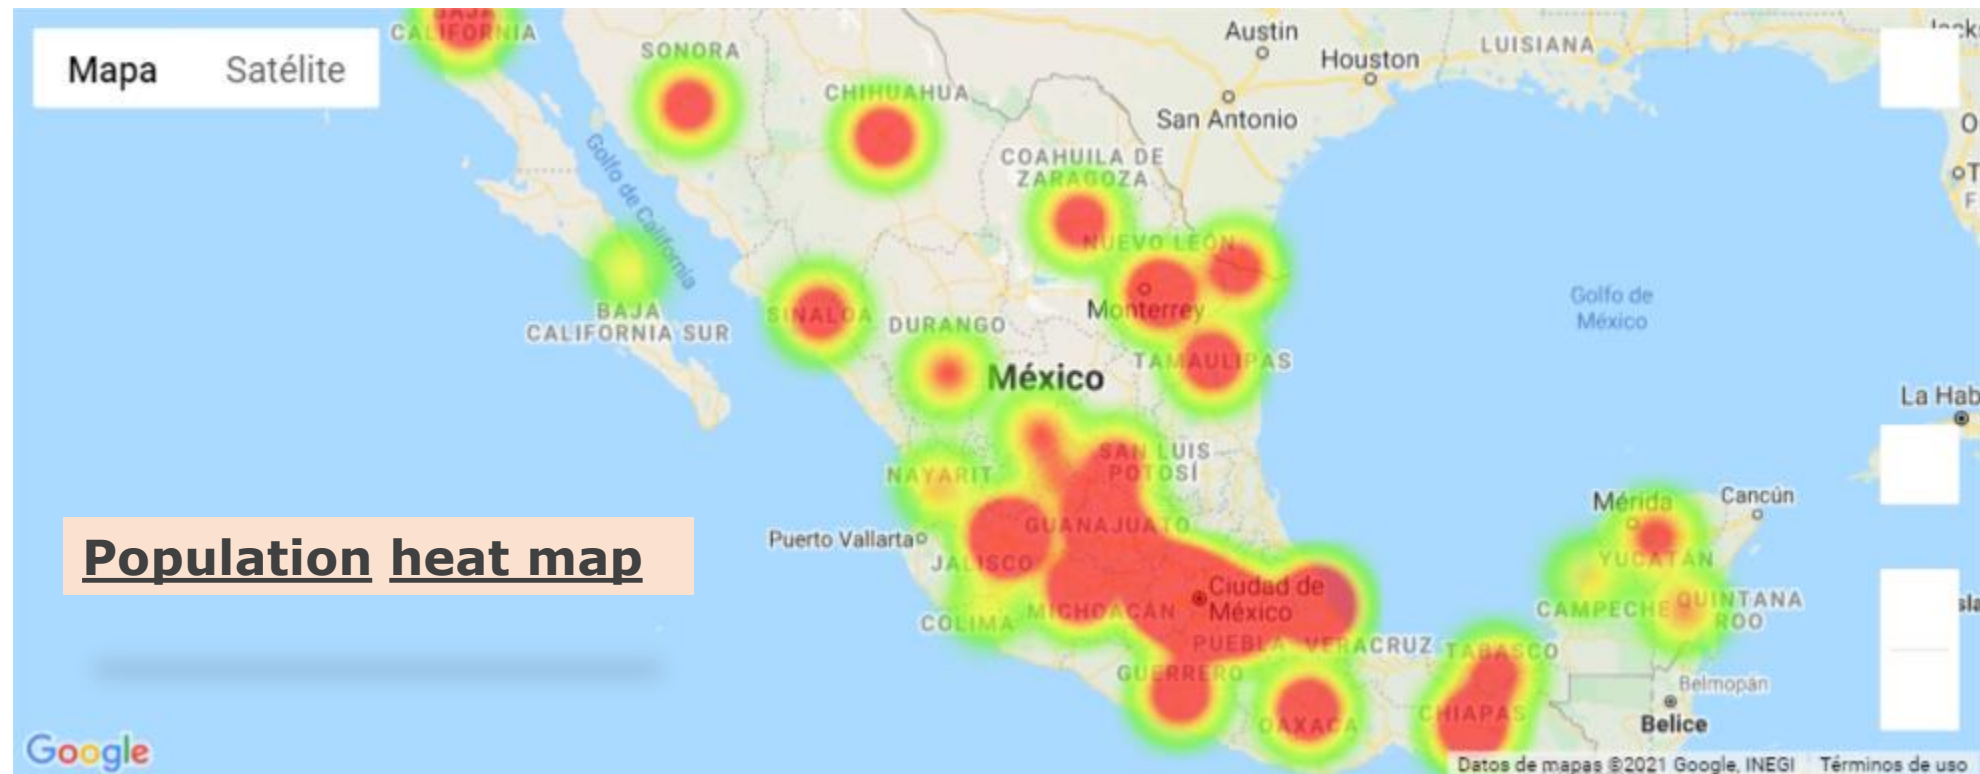 BAJA
CALIFORNIA
Mapa
Satélite
SONORA
CHIHUAHUA
Austin
Houston
LUISIANA
San Antonio
COAHUILA DE
ZARAGOZA
Golfo de California
NUEVO LEÓN
Monterrey
BAJA
CALIFORNIA SUR
SINALOA
DURANGO
México
TAMAULIPAS
Golfo de
México
La Hab
SAN LUIS
POTOSÍ
NAYARIT
Mérida
Cancún
Puerto Vallarta
GUANAJUATO
JALISCO
YUCATÁN
Population heat map
Ciudad de
México
COLIMA
MICHOACÁN
CAMPECHE
QUINTANA
ROO
PUEBLA
VERACRUZ
TABASCO
GUERRERO
Belmopán
OAXACA
CHIAPAS
Belice
Google
Datos de mapas ©2021 Google, INEGI
Términos de uso